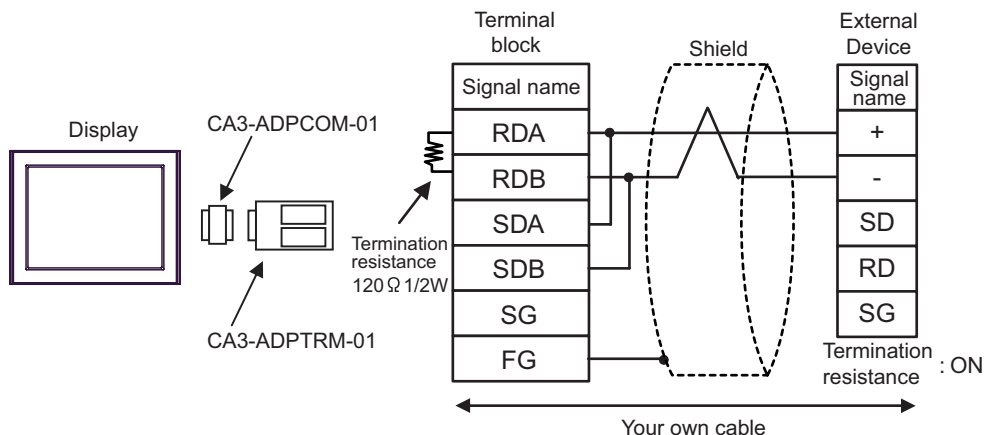 Terminal
block
External
Device
Shield
Display
CA3-ADPCOM-01
Signal name
RDA
RDB
SDA
SDB
SG
FG
Signal
name
+
-
SD
RD
SG
Termination
resistance
120 Ω 1/2W
CA3-ADPTRM-01
Termination
resistance : ON
Your own cable